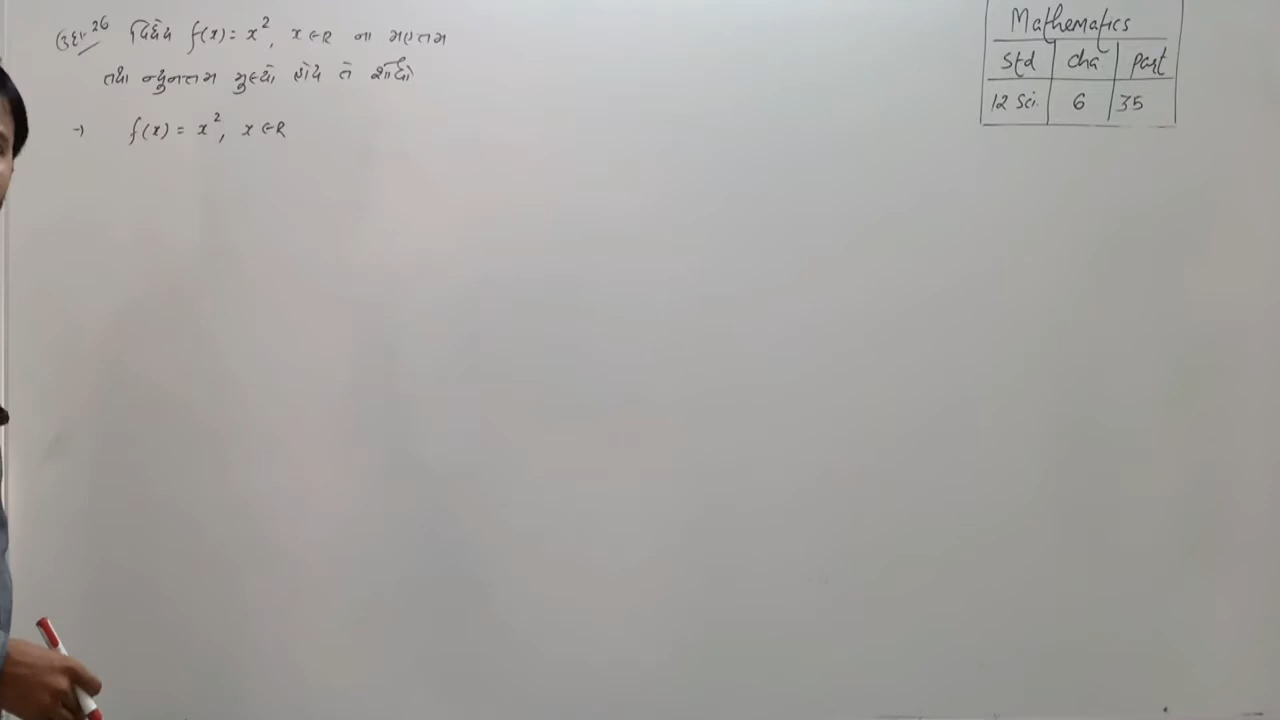 ઉદા-26 વિધેય f(x) = x², x ∈ R ના મહત્તમ
તથા ન્યુનતમ મુલ્યો હોય તે શોધો
→ f(x) = x², x ∈ R
Mathematics
Std cha part
12 Sci. 6 35